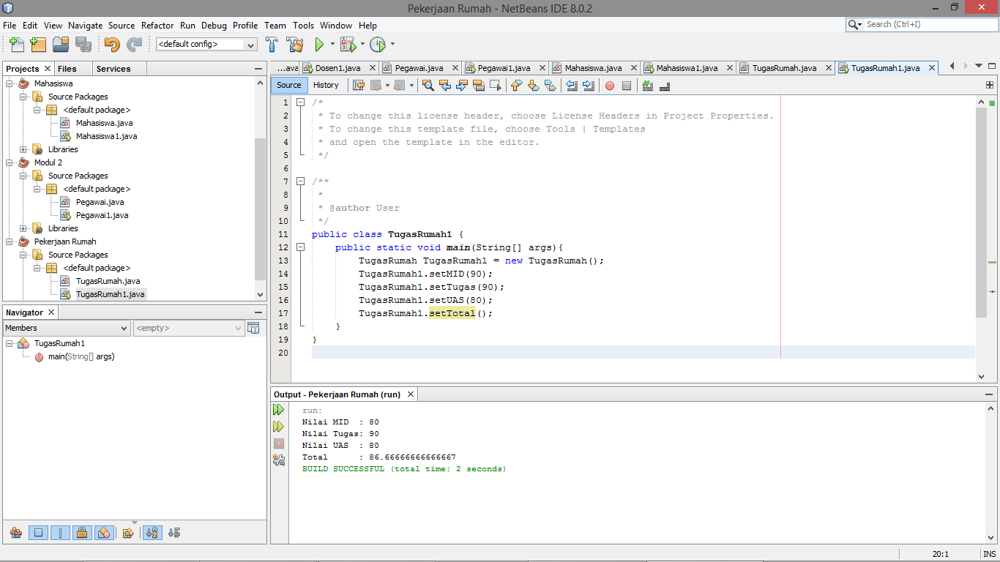 Pekerjaan Rumah - NetBeans IDE 8.0.2
File Edit View Navigate Source Refactor Run Debug Profile Team Tools Window Help
Search (Ctrl+I)
<default config>
Projects Files Services
...ava Dosen1.java Pegawai.java Pegawai1.java Mahasiswa.java Mahasiswa1.java TugasRumah.java TugasRumah1.java
Source History
Mahasiswa
Source Packages
<default package>
Mahasiswa.java
Mahasiswa1.java
Libraries
Modul 2
Source Packages
<default package>
Pegawai.java
Pegawai1.java
Libraries
Pekerjaan Rumah
Source Packages
<default package>
TugasRumah.java
TugasRumah1.java
Navigator
Members <empty>
TugasRumah1
main(String[] args)
1 /*
2 * To change this license header, choose License Headers in Project Properties.
3 * To change this template file, choose Tools | Templates
4 * and open the template in the editor.
5 */
6
7 /**
8 *
9 * @author User
10 */
11 public class TugasRumah1 {
12 public static void main(String[] args){
13 TugasRumah TugasRumah1 = new TugasRumah();
14 TugasRumah1.setMID(90);
15 TugasRumah1.setTugas(90);
16 TugasRumah1.setUAS(80);
17 TugasRumah1.setTotal();
18 }
19 }
20
Output - Pekerjaan Rumah (run)
run:
Nilai MID : 80
Nilai Tugas: 90
Nilai UAS : 80
Total : 86.66666666666667
BUILD SUCCESSFUL (total time: 2 seconds)
20:1 INS